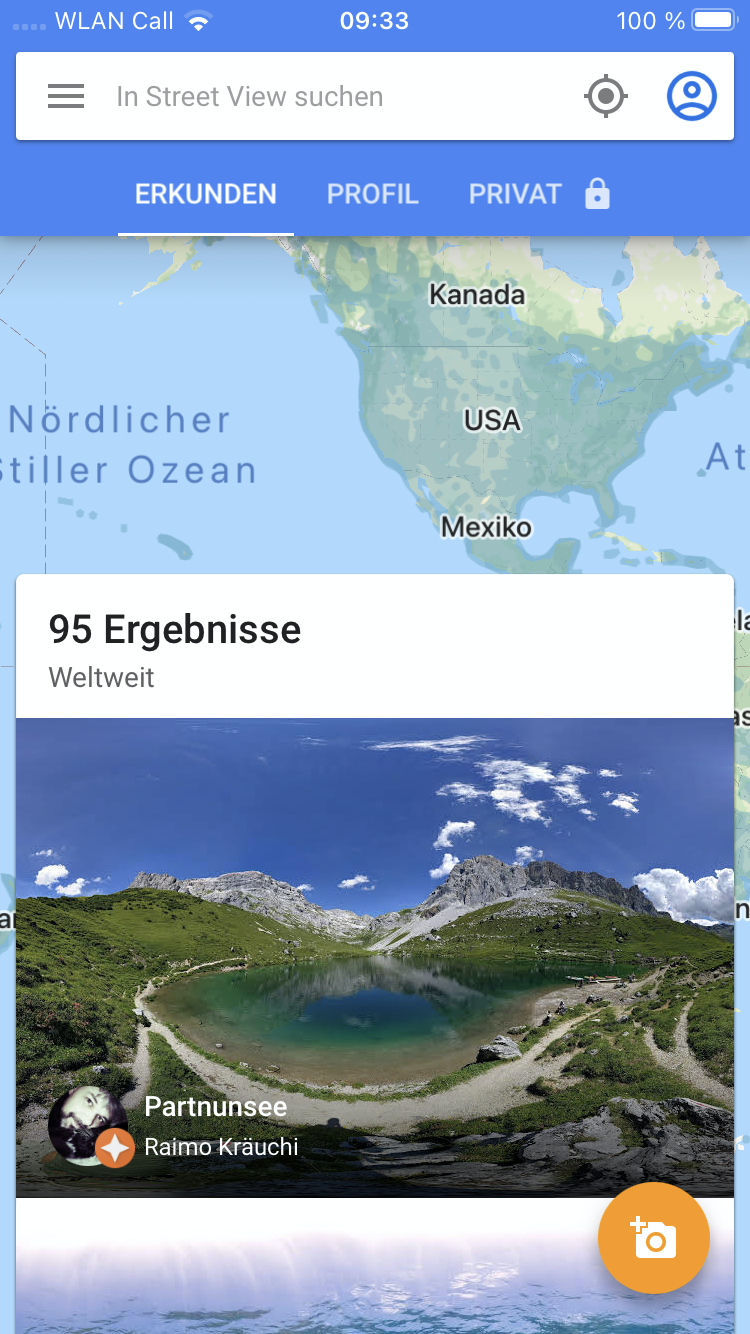 WLAN Call 09:33 100 %
In Street View suchen
ERKUNDEN PROFIL PRIVAT
Kanada
USA
Nördlicher
Stiller Ozean
At
Mexiko
95 Ergebnisse
Weltweit
Partnunsee
Raimo Kräuchi